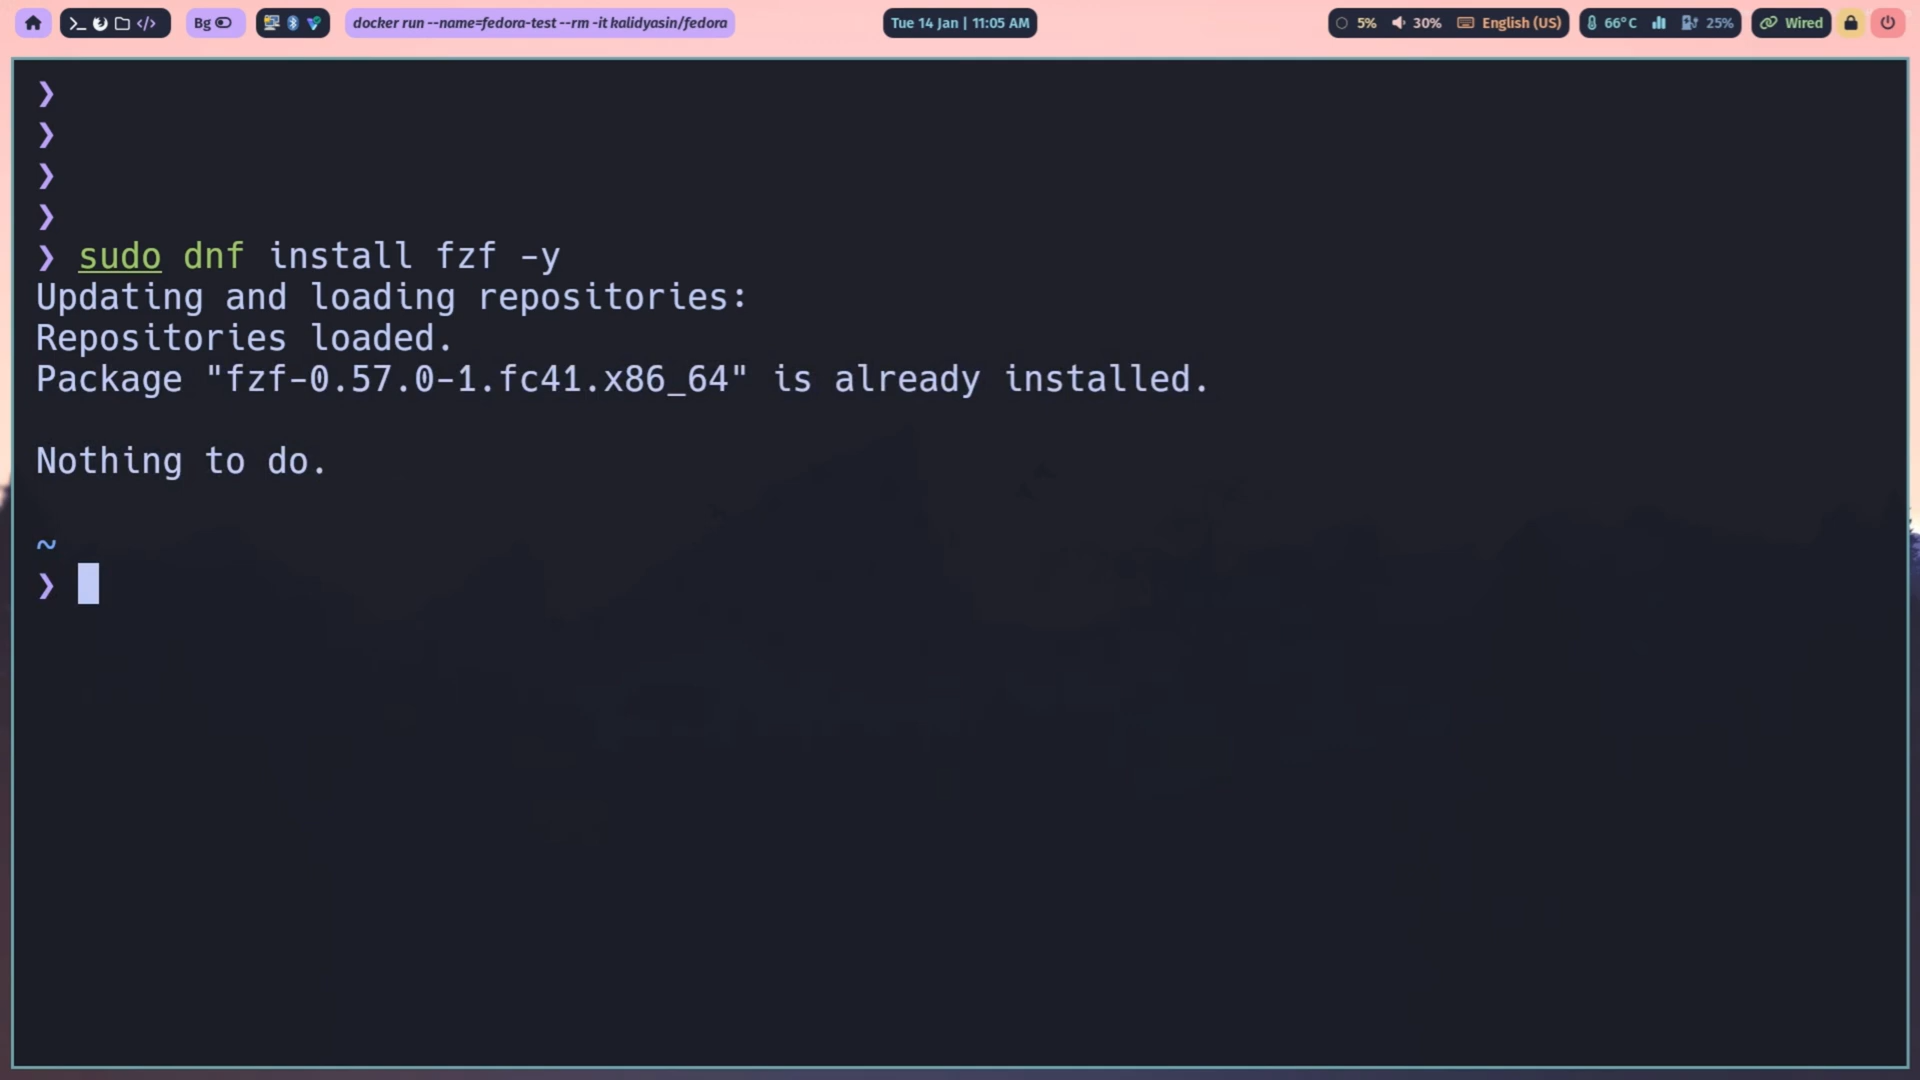 Bg
docker run --name=fedora-test --rm -it kalidyasin/fedora
Tue 14 Jan | 11:05 AM
5% 30% English (US)
66°C 25%
Wired
❯
❯
❯
❯
❯ sudo dnf install fzf -y
Updating and loading repositories:
Repositories loaded.
Package "fzf-0.57.0-1.fc41.x86_64" is already installed.
Nothing to do.
~
❯